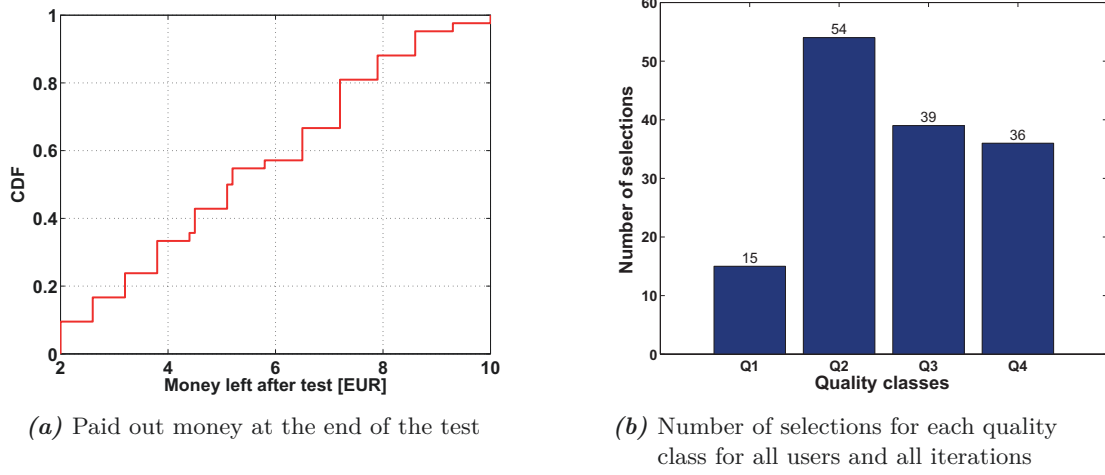 1
0.8
0.6
0.4
0.2
0
CDF
2
4
6
8
10
Money left after test [EUR]
(a) Paid out money at the end of the test
60
50
40
30
20
10
0
Number of selections
15
54
39
36
Q1
Q2
Q3
Q4
Quality classes
(b) Number of selections for each quality
class for all users and all iterations